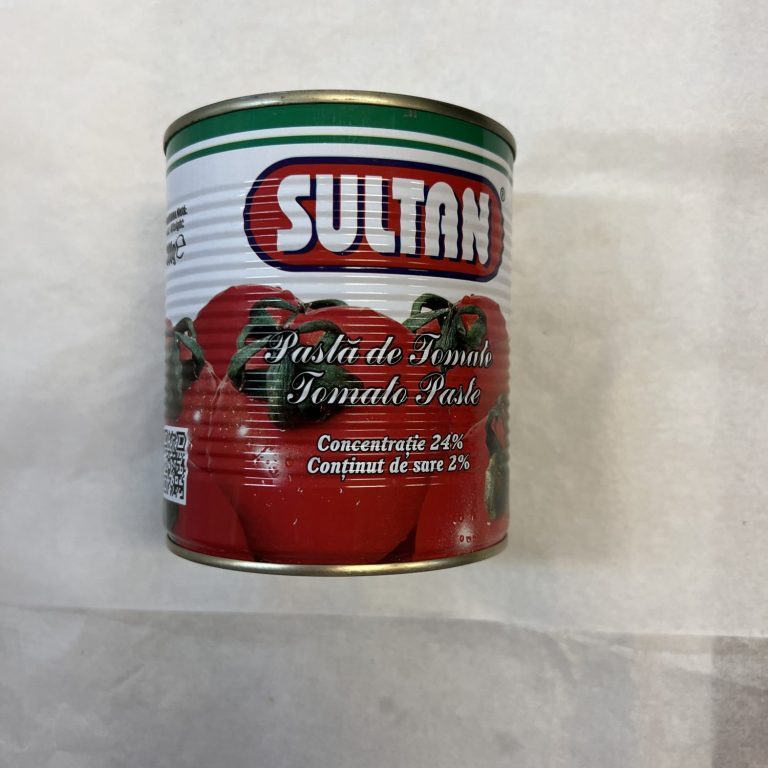 SULTAN
®
Pastă de Tomate
Tomato Paste
Concentrație 24%
Conținut de sare 2%